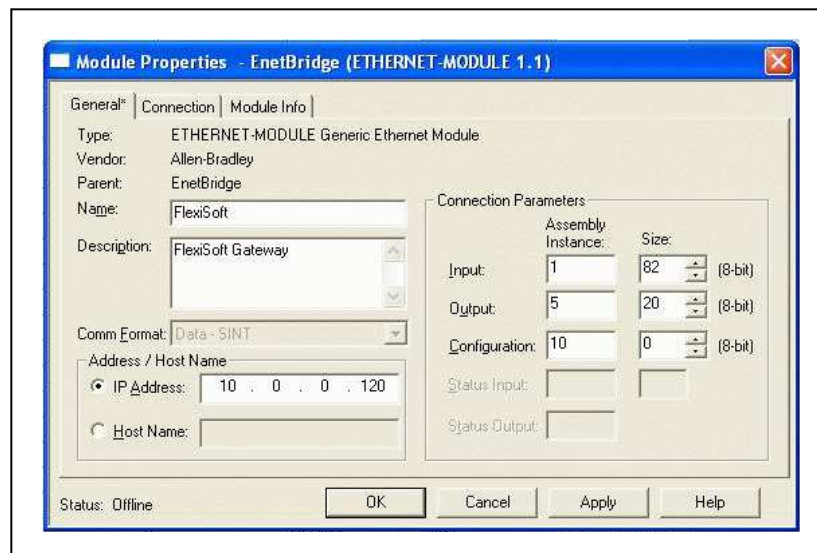 Module Properties - EnetBridge (ETHERNET-MODULE 1.1)
General* Connection Module Info
Type: ETHERNET-MODULE Generic Ethernet Module
Vendor: Allen-Bradley
Parent: EnetBridge
Name: FlexiSoft
Description: FlexiSoft Gateway
Comm Format: Data - SINT
Address / Host Name
IP Address: 10 . 0 . 0 . 120
Host Name:
Connection Parameters
Assembly
Instance: Size:
Input: 1 82 (8-bit)
Output: 5 20 (8-bit)
Configuration: 10 0 (8-bit)
Status Input:
Status Output:
Status: Offline OK Cancel Apply Help